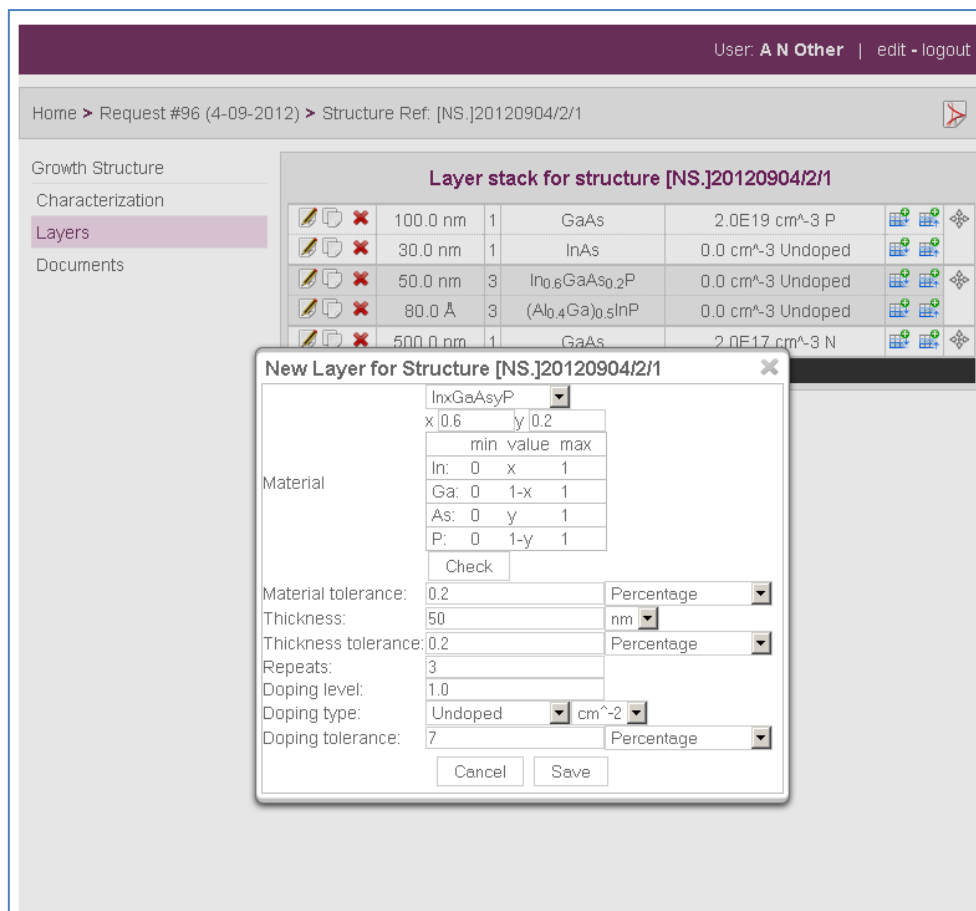 User: A N Other | edit - logout
Home > Request #96 (4-09-2012) > Structure Ref: [NS.]20120904/2/1
Growth Structure
Characterization
Layers
Documents
Layer stack for structure [NS.]20120904/2/1
100.0 nm 1 GaAs 2.0E19 cm^-3 P
30.0 nm 1 InAs 0.0 cm^-3 Undoped
50.0 nm 3 In0.6GaAs0.2P 0.0 cm^-3 Undoped
80.0 Å 3 (Al0.4Ga)0.5InP 0.0 cm^-3 Undoped
500.0 nm 1 GaAs 2.0E17 cm^-3 N
New Layer for Structure [NS.]20120904/2/1
Material
InxGaAsyP
x 0.6 y 0.2
min value max
In: 0 x 1
Ga: 0 1-x 1
As: 0 y 1
P: 0 1-y 1
Check
Material tolerance: 0.2 Percentage
Thickness: 50 nm
Thickness tolerance: 0.2 Percentage
Repeats: 3
Doping level: 1.0
Doping type: Undoped cm^-2
Doping tolerance: 7 Percentage
Cancel Save